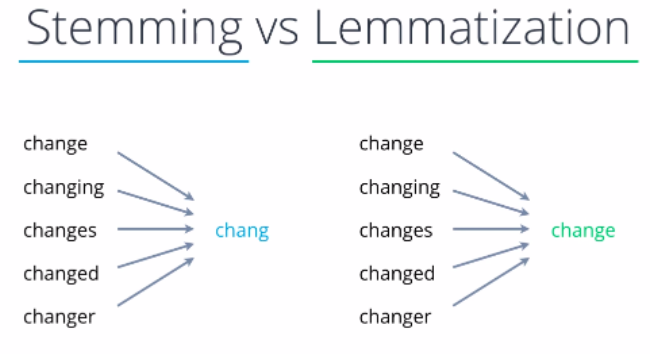 Stemming vs Lemmatization
change
changing
changes
changed
changer
chang
change
changing
changes
changed
changer
change